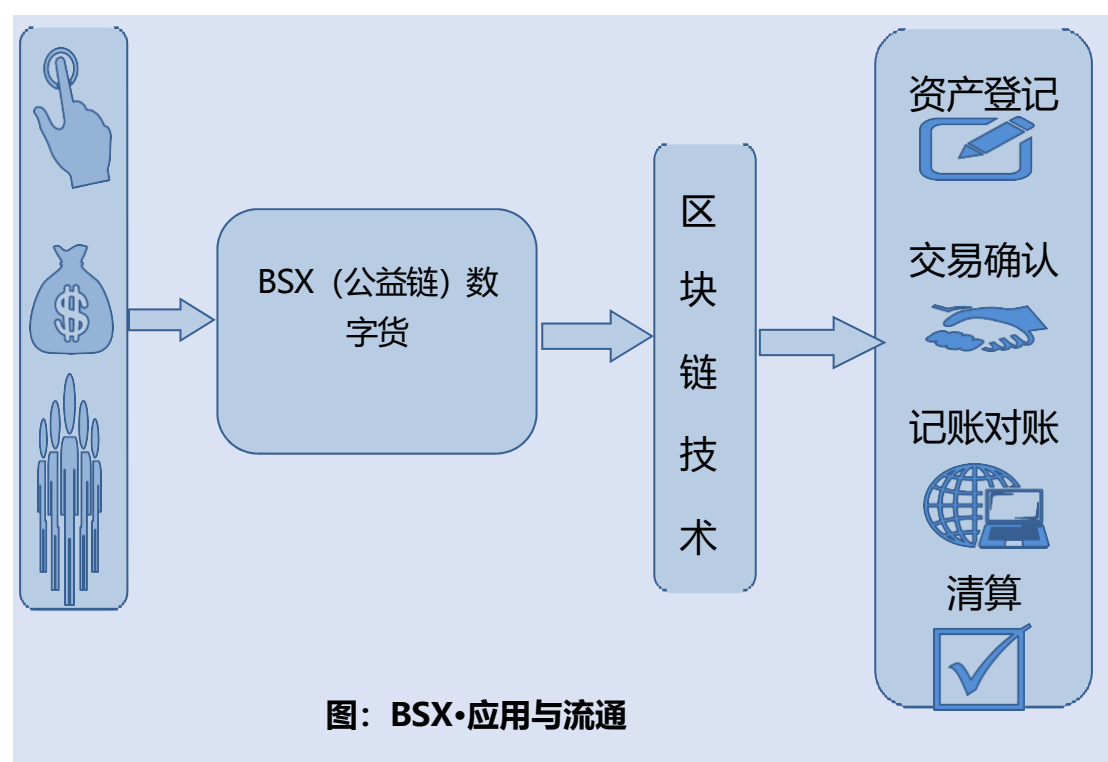 BSX（公益链）数
字货
区
块
链
技
术
资产登记
交易确认
记账对账
清算
图：BSX·应用与流通